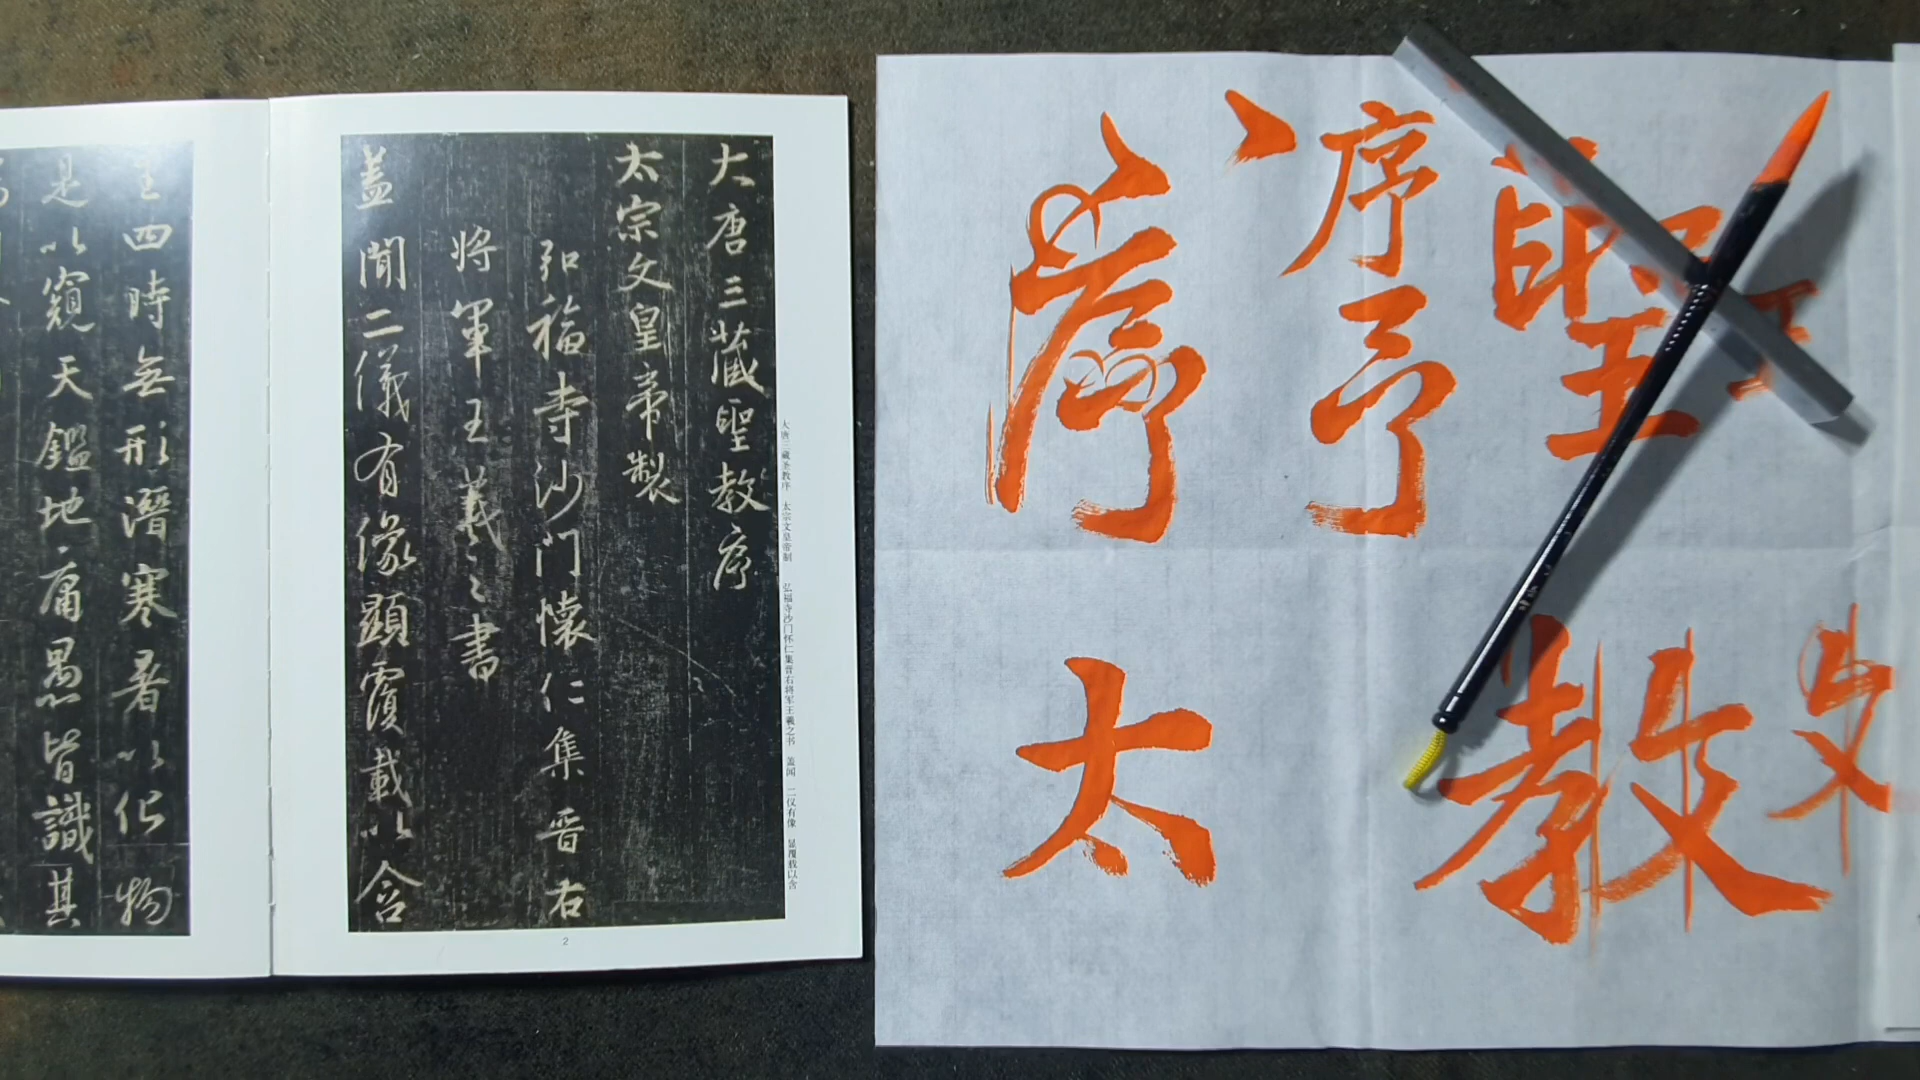 大唐三藏圣教序 太宗文皇帝制 弘福寺沙门怀仁集晋右将军王羲之书 盖闻 二仪有像 显覆载以含
大唐三藏聖教序
太宗文皇帝製
弘福寺沙門懷仁集晉右
將軍王羲之書
蓋聞二儀有像顯覆載以含
2
生四時無形潛寒暑以化物
是以窺天鑑地庸愚皆識其
聖
教
序
序
太